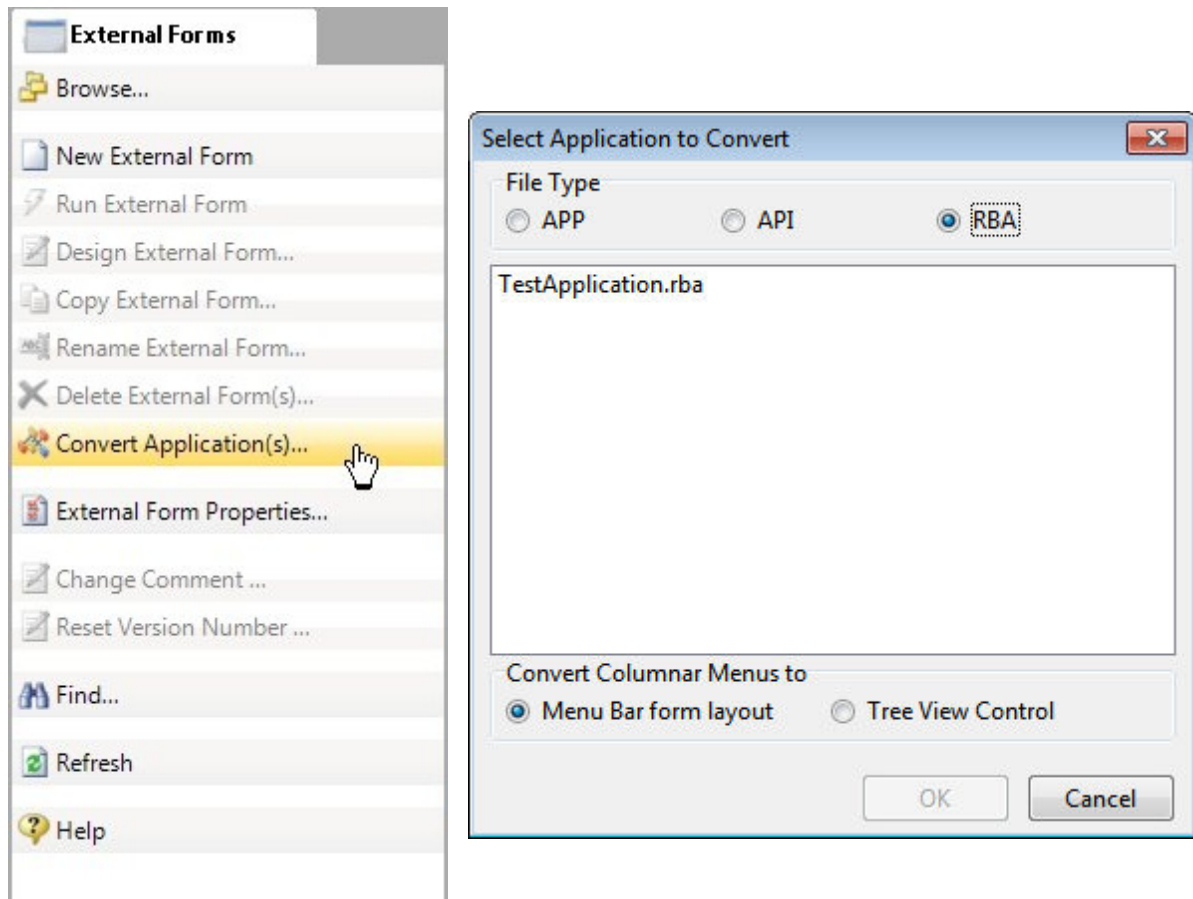 External Forms
Browse...
New External Form
Run External Form
Design External Form...
Copy External Form...
Rename External Form...
Delete External Form(s)...
Convert Application(s)...
External Form Properties...
Change Comment ...
Reset Version Number ...
Find...
Refresh
Help
Select Application to Convert
File Type
APP API RBA
TestApplication.rba
Convert Columnar Menus to
Menu Bar form layout Tree View Control
OK Cancel